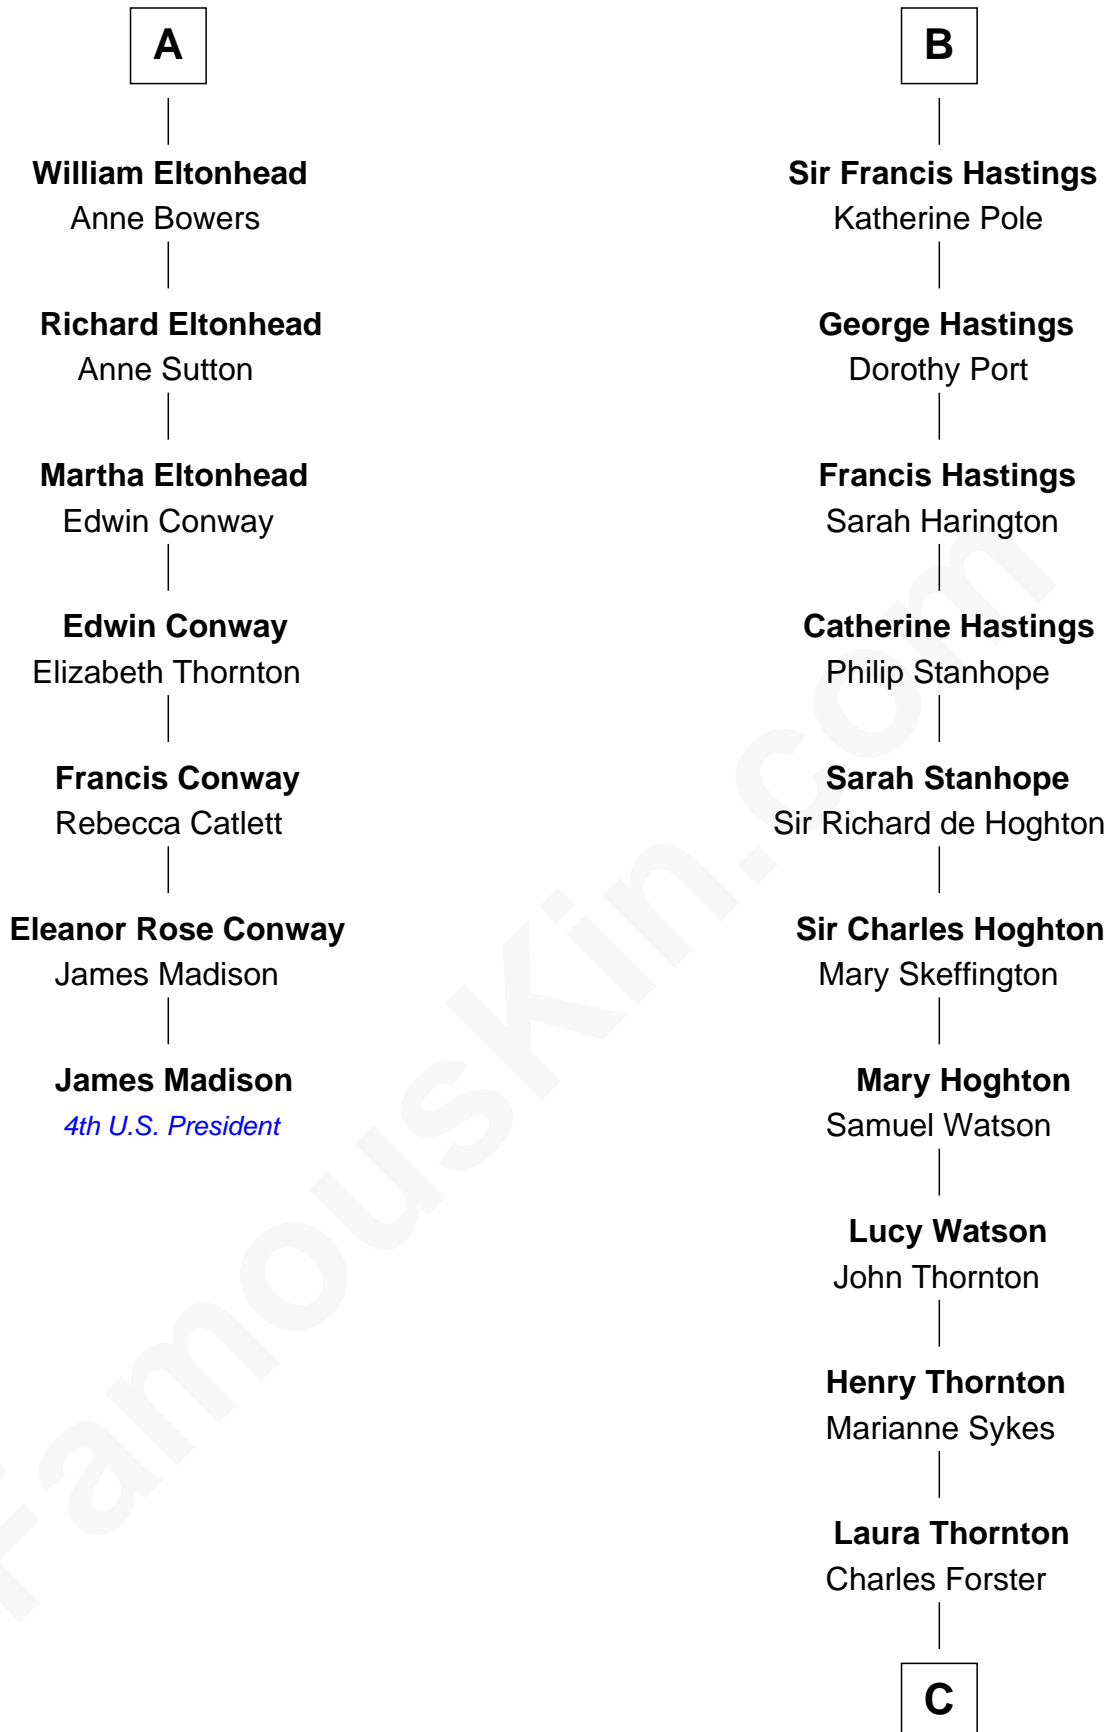 A
William Eltonhead
Anne Bowers
Richard Eltonhead
Anne Sutton
Martha Eltonhead
Edwin Conway
Edwin Conway
Elizabeth Thornton
Francis Conway
Rebecca Catlett
Eleanor Rose Conway
James Madison
James Madison
4th U.S. President
B
Sir Francis Hastings
Katherine Pole
George Hastings
Dorothy Port
Francis Hastings
Sarah Harington
Catherine Hastings
Philip Stanhope
Sarah Stanhope
Sir Richard de Hoghton
Sir Charles Hoghton
Mary Skeffington
Mary Hoghton
Samuel Watson
Lucy Watson
John Thornton
Henry Thornton
Marianne Sykes
Laura Thornton
Charles Forster
C
FamousKin.com